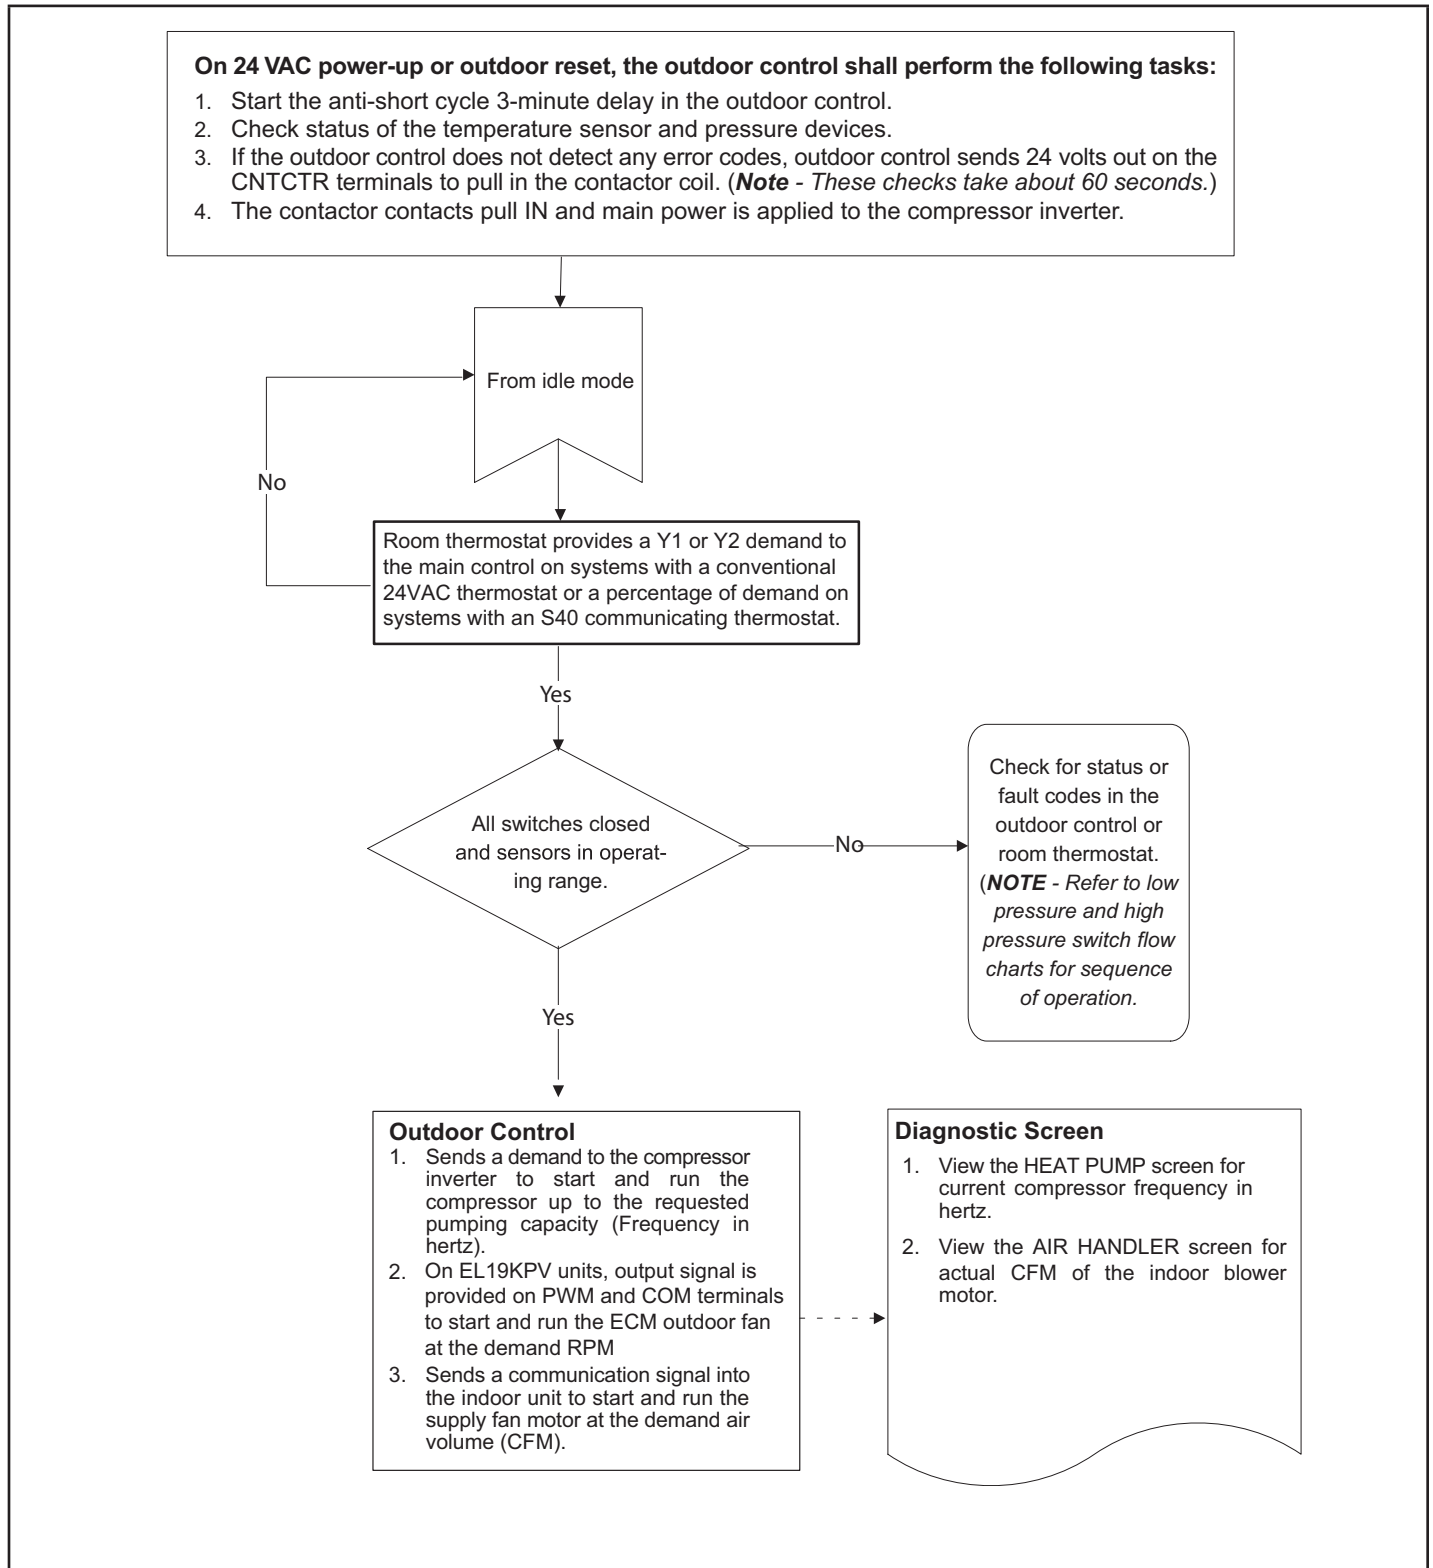 On 24 VAC power-up or outdoor reset, the outdoor control shall perform the following tasks:
1. Start the anti-short cycle 3-minute delay in the outdoor control.
2. Check status of the temperature sensor and pressure devices.
3. If the outdoor control does not detect any error codes, outdoor control sends 24 volts out on the
CNTCTR terminals to pull in the contactor coil. (Note - These checks take about 60 seconds.)
4. The contactor contacts pull IN and main power is applied to the compressor inverter.
From idle mode
No
Room thermostat provides a Y1 or Y2 demand to
the main control on systems with a conventional
24VAC thermostat or a percentage of demand on
systems with an S40 communicating thermostat.
Yes
All switches closed
and sensors in operat-
ing range.
No
Check for status or
fault codes in the
outdoor control or
room thermostat.
(NOTE - Refer to low
pressure and high
pressure switch flow
charts for sequence
of operation.
Yes
Outdoor Control
1. Sends a demand to the compressor
inverter to start and run the
compressor up to the requested
pumping capacity (Frequency in
hertz).
2. On EL19KPV units, output signal is
provided on PWM and COM terminals
to start and run the ECM outdoor fan
at the demand RPM
3. Sends a communication signal into
the indoor unit to start and run the
supply fan motor at the demand air
volume (CFM).
Diagnostic Screen
1. View the HEAT PUMP screen for
current compressor frequency in
hertz.
2. View the AIR HANDLER screen for
actual CFM of the indoor blower
motor.